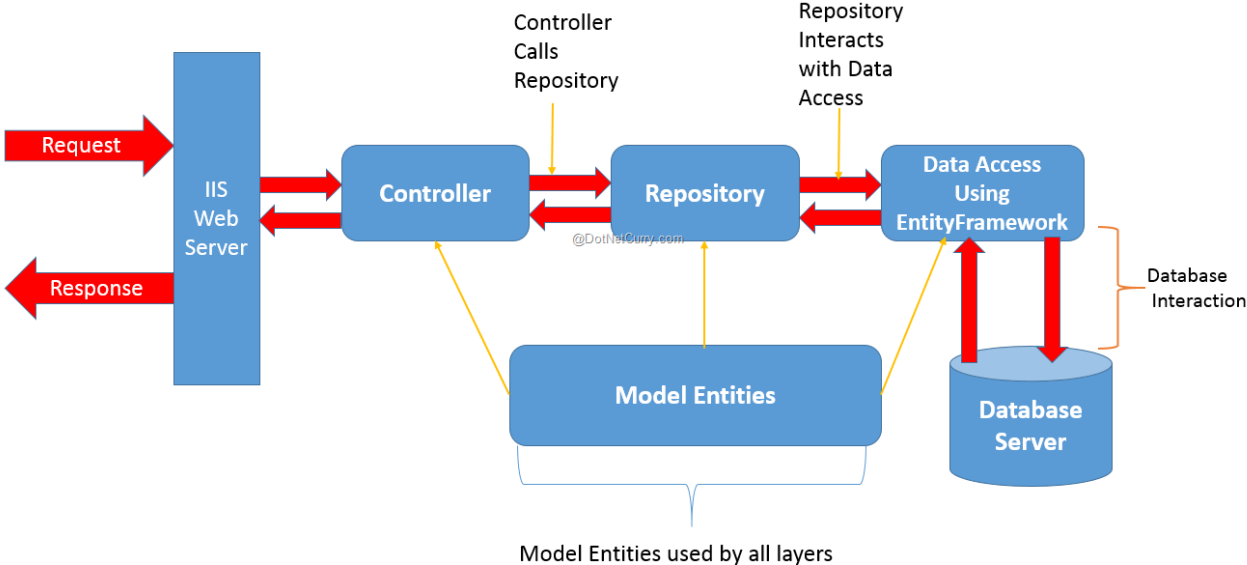 Controller
Calls
Repository
Repository
Interacts
with Data
Access
Request
Response
IIS
Web
Server
Controller
Repository
Data Access
Using
EntityFramework
@DotNetCurry.com
Database
Interaction
Model Entities
Database
Server
Model Entities used by all layers